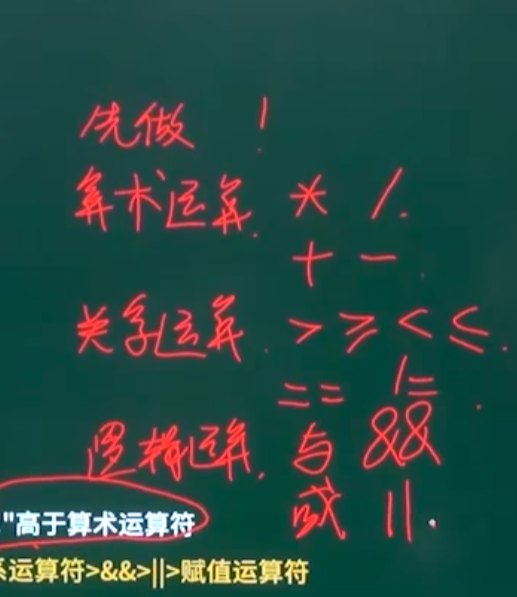 先做 !
算术运算. * /.
+ -.
关系运算. > ≥ < ≤.
== != .
逻辑运算. 与 &&
或 ||.
"高于算术运算符
系运算符>&&>||>赋值运算符